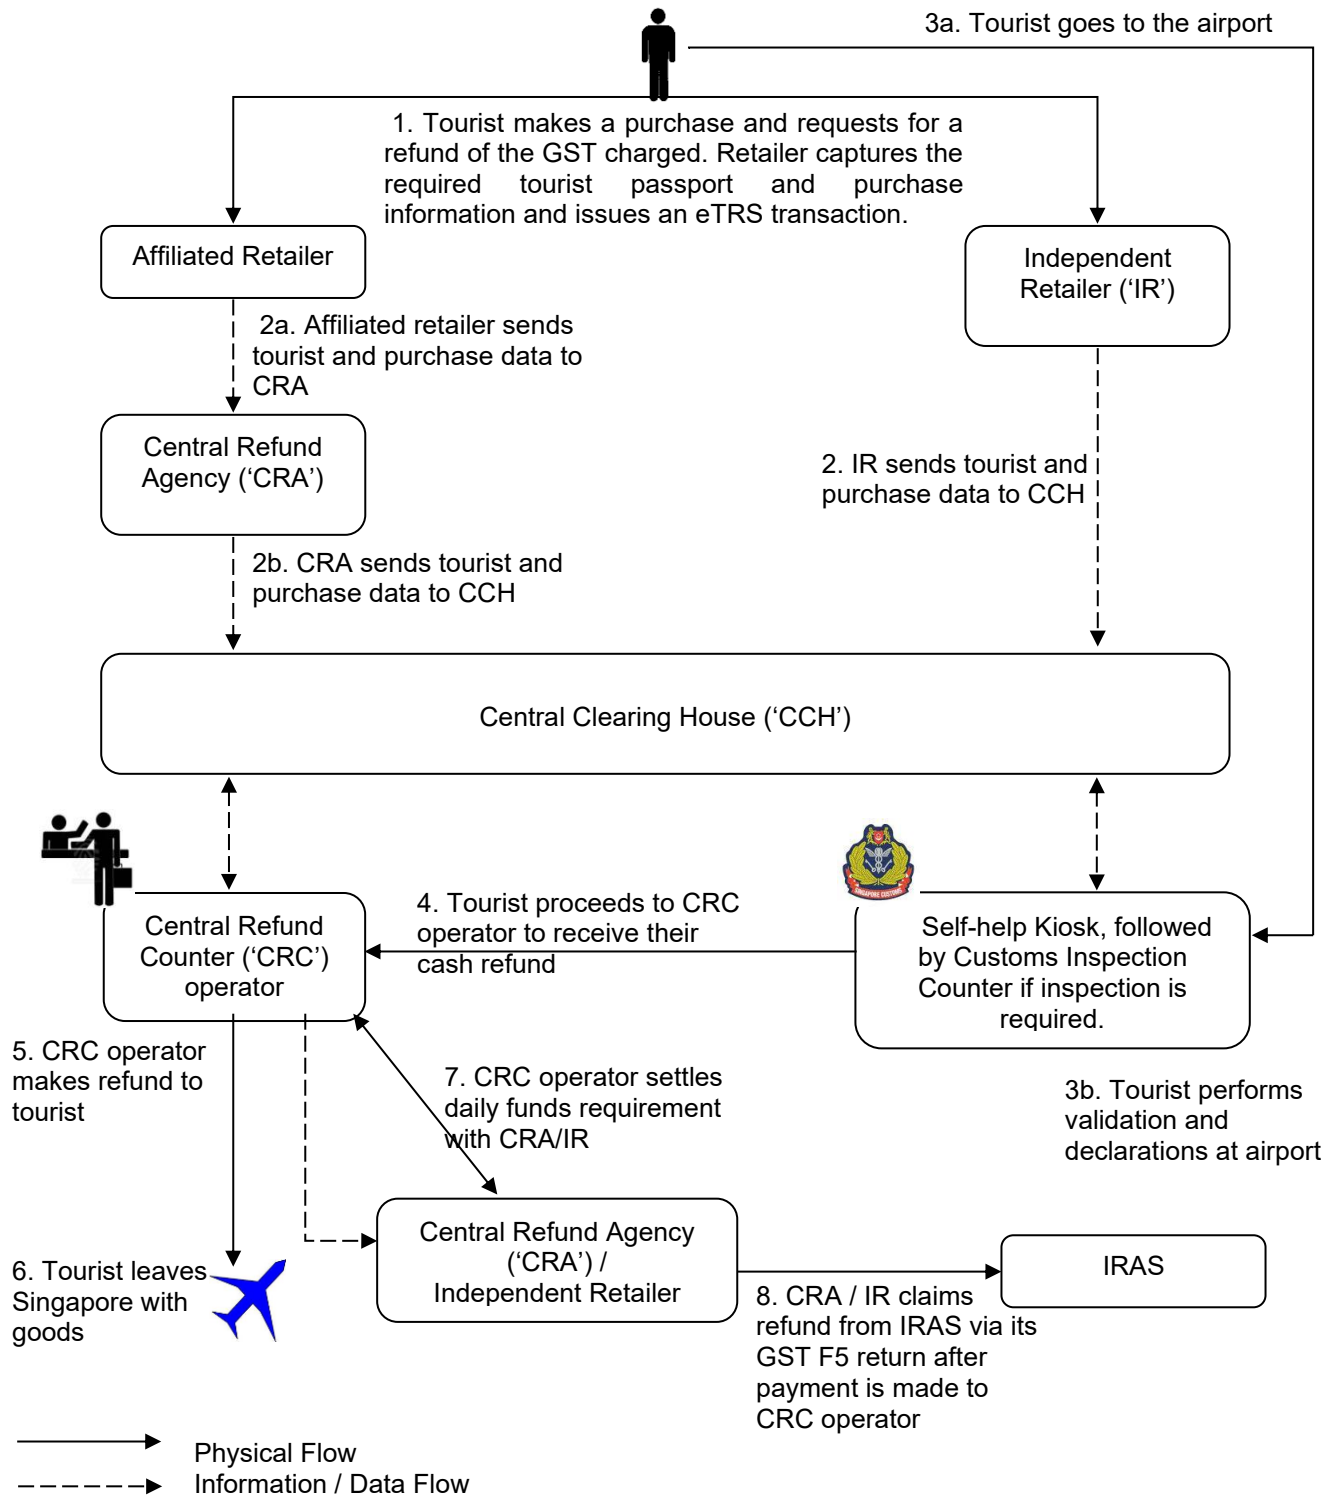 3a. Tourist goes to the airport
1. Tourist makes a purchase and requests for a
refund of the GST charged. Retailer captures the
required tourist passport and purchase
information and issues an eTRS transaction.
Affiliated Retailer
Independent
Retailer (‘IR’)
2a. Affiliated retailer sends
tourist and purchase data to
CRA
Central Refund
Agency (‘CRA’)
2. IR sends tourist and
purchase data to CCH
2b. CRA sends tourist and
purchase data to CCH
Central Clearing House (‘CCH’)
SINGAPORE CUSTOMS
Central Refund
Counter (‘CRC’)
operator
4. Tourist proceeds to CRC
operator to receive their
cash refund
Self-help Kiosk, followed
by Customs Inspection
Counter if inspection is
required.
5. CRC operator
makes refund to
tourist
7. CRC operator settles
daily funds requirement
with CRA/IR
3b. Tourist performs
validation and
declarations at airport
6. Tourist leaves
Singapore with
goods
Central Refund Agency
(‘CRA’) /
Independent Retailer
IRAS
8. CRA / IR claims
refund from IRAS via its
GST F5 return after
payment is made to
CRC operator
Physical Flow
Information / Data Flow